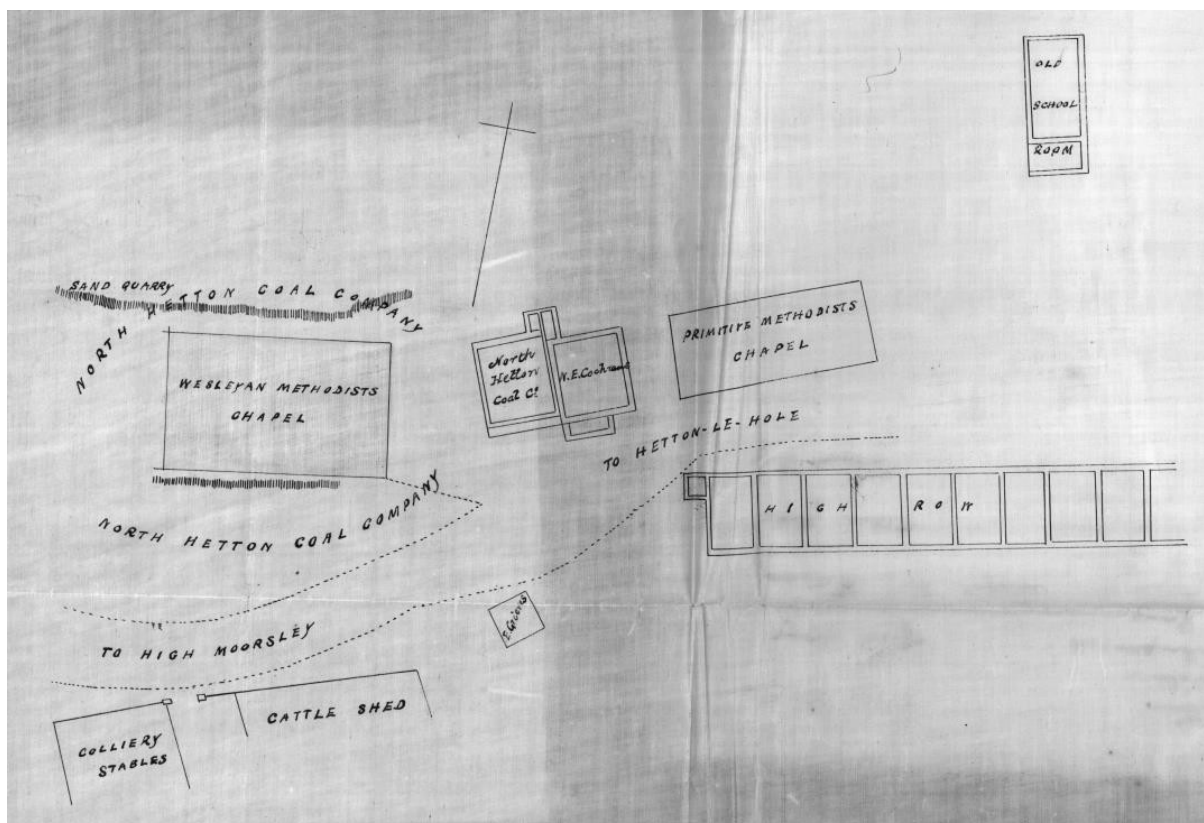 OLD
SCHOOL
ROOM
SAND QUARRY
NORTH HETTON COAL COMPANY
WESLEYAN METHODISTS
CHAPEL
North
Hetton
Coal Co
W.E. Cochrane
PRIMITIVE METHODISTS
CHAPEL
TO HETTON-LE-HOLE
HIGH ROW
NORTH HETTON COAL COMPANY
TO HIGH MOORSLEY
CATTLE SHED
COLLIERY
STABLES